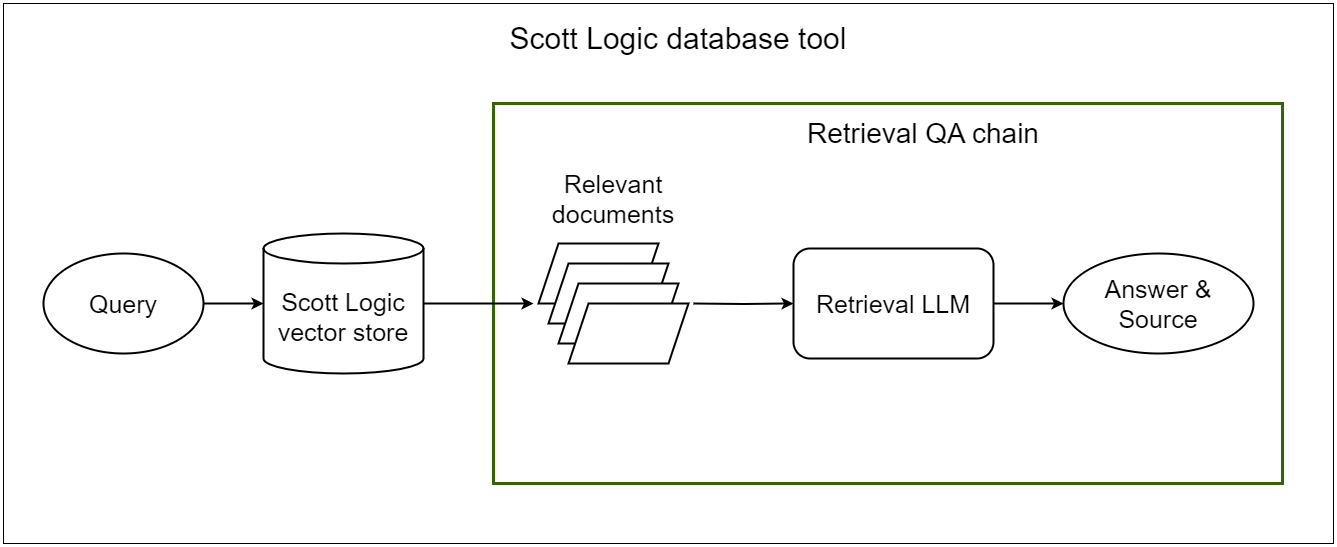 Scott Logic database tool
Retrieval QA chain
Relevant
documents
Query
Scott Logic
vector store
Retrieval LLM
Answer &
Source